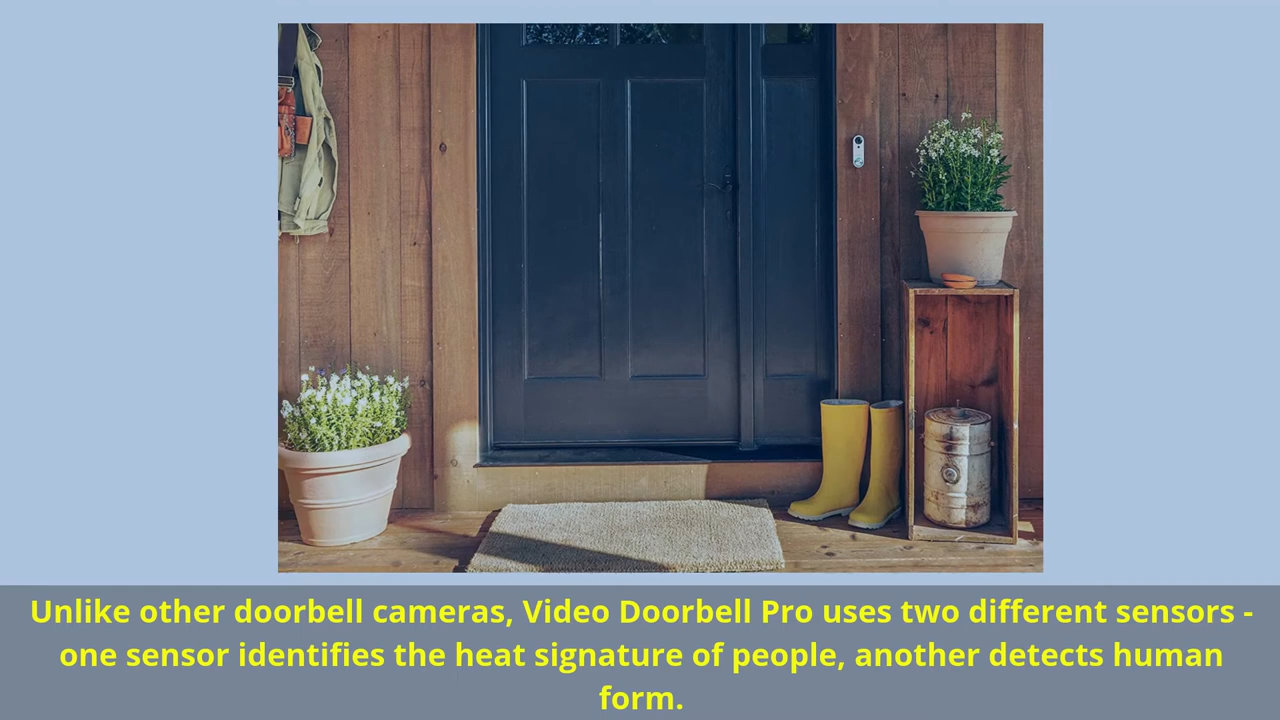 Unlike other doorbell cameras, Video Doorbell Pro uses two different sensors -
one sensor identifies the heat signature of people, another detects human
form.